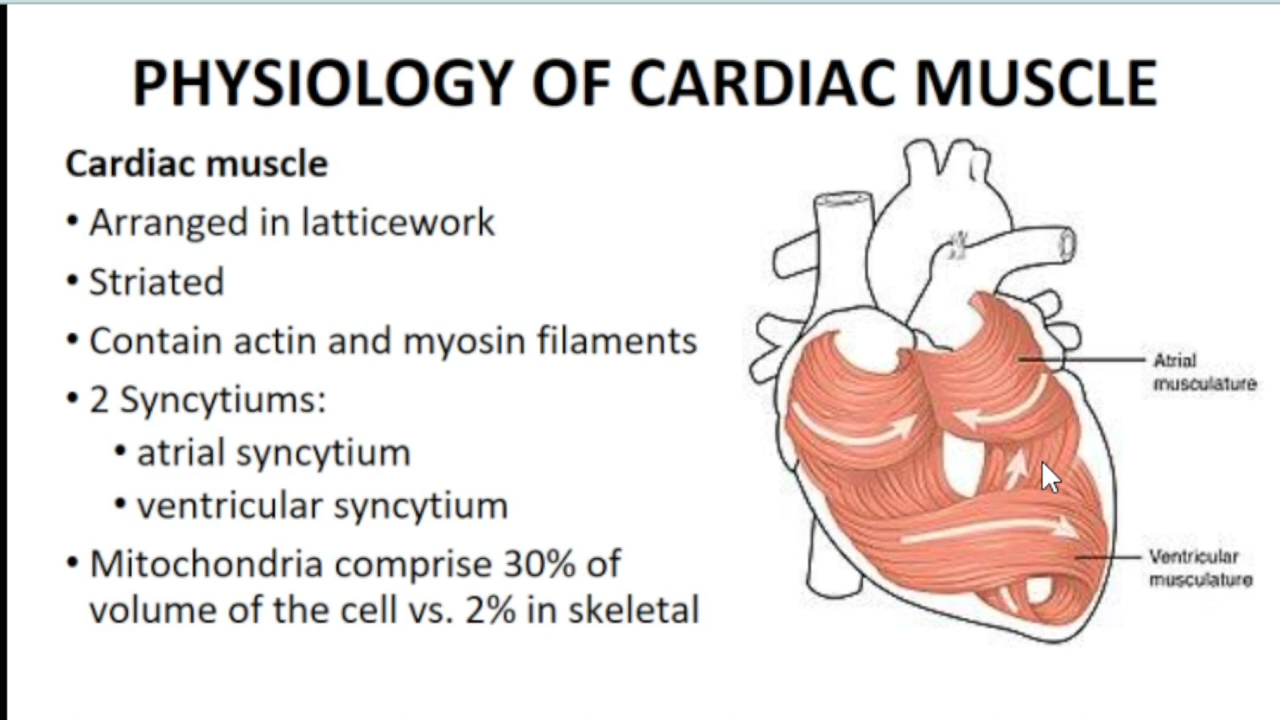 PHYSIOLOGY OF CARDIAC MUSCLE
Cardiac muscle
• Arranged in latticework
• Striated
• Contain actin and myosin filaments
• 2 Syncytiums:
• atrial syncytium
• ventricular syncytium
• Mitochondria comprise 30% of
volume of the cell vs. 2% in skeletal
Atrial
musculature
Ventricular
musculature